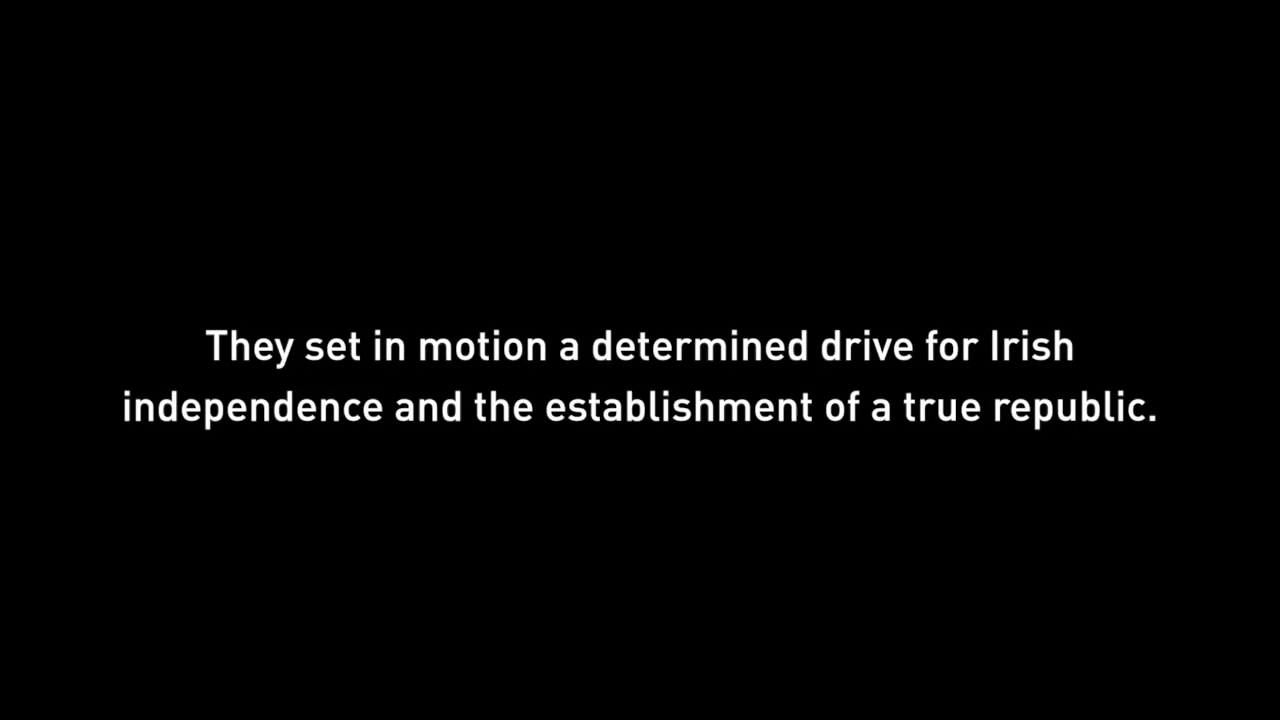 They set in motion a determined drive for Irish
independence and the establishment of a true republic.